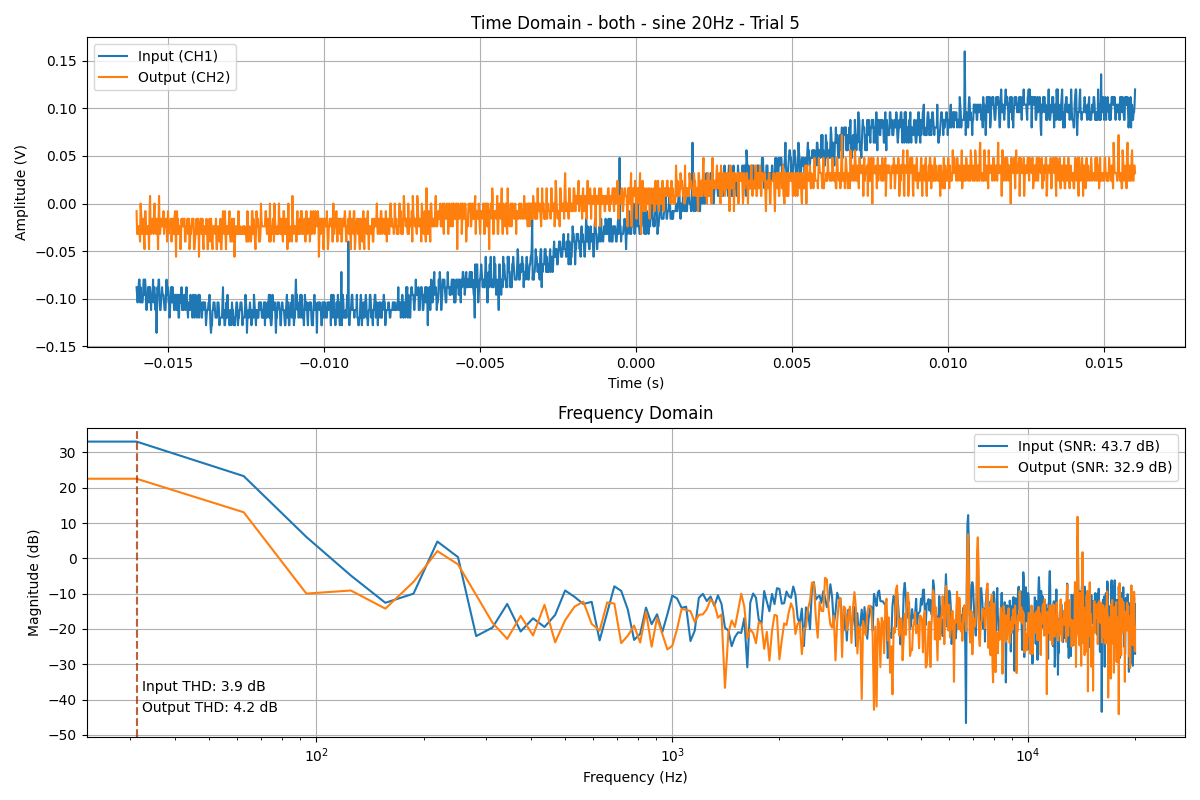 Time Domain - both - sine 20Hz - Trial 5
Input (CH1)
Output (CH2)
Amplitude (V)
0.15
0.10
0.05
0.00
−0.05
−0.10
−0.15
−0.015
−0.010
−0.005
0.000
0.005
0.010
0.015
Time (s)
Frequency Domain
Input (SNR: 43.7 dB)
Output (SNR: 32.9 dB)
Magnitude (dB)
30
20
10
0
−10
−20
−30
−40
−50
Input THD: 3.9 dB
Output THD: 4.2 dB
10²
10³
10⁴
Frequency (Hz)